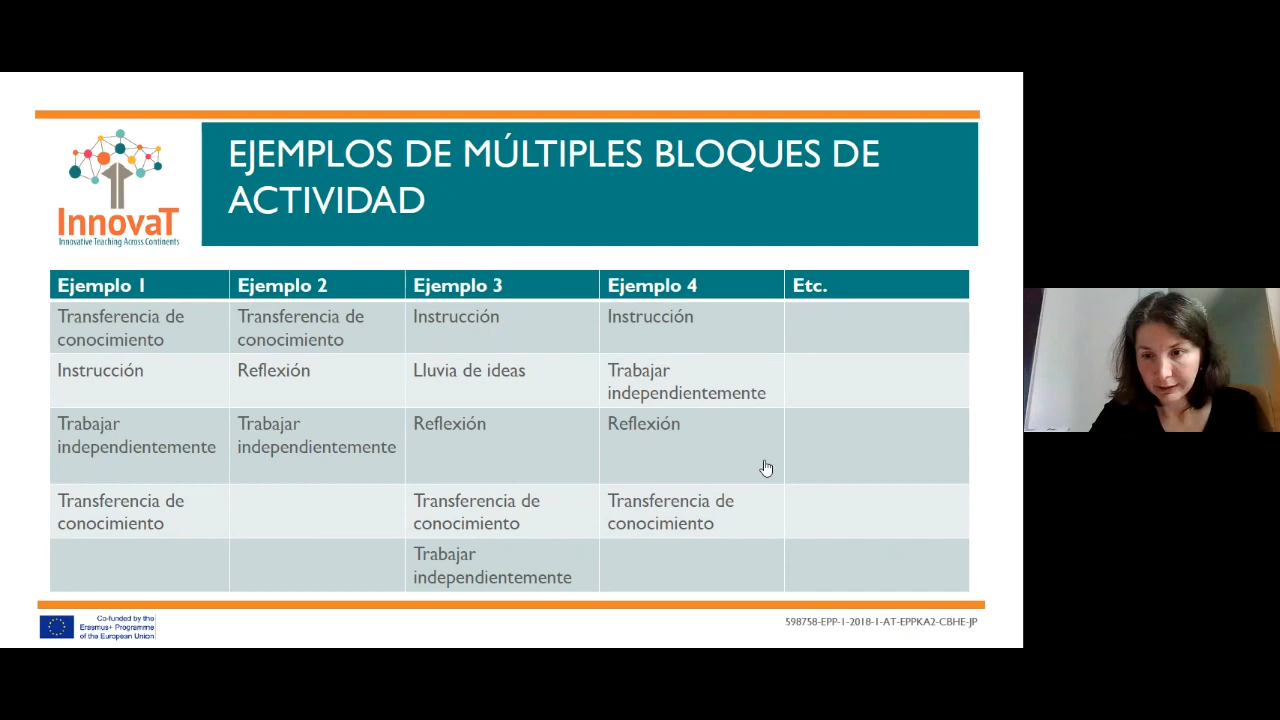 EJEMPLOS DE MÚLTIPLES BLOQUES DE
ACTIVIDAD
InnovaT
Innovative Teaching Across Continents
Ejemplo 1 Ejemplo 2 Ejemplo 3 Ejemplo 4 Etc.
Transferencia de Transferencia de Instrucción Instrucción
conocimiento conocimiento
Instrucción Reflexión Lluvia de ideas Trabajar
independientemente
Trabajar Trabajar Reflexión Reflexión
independientemente independientemente
Transferencia de Transferencia de Transferencia de
conocimiento conocimiento conocimiento
Trabajar
independientemente
Co-funded by the
Erasmus+ Programme
of the European Union
598758-EPP-1-2018-1-AT-EPPKA2-CBHE-JP